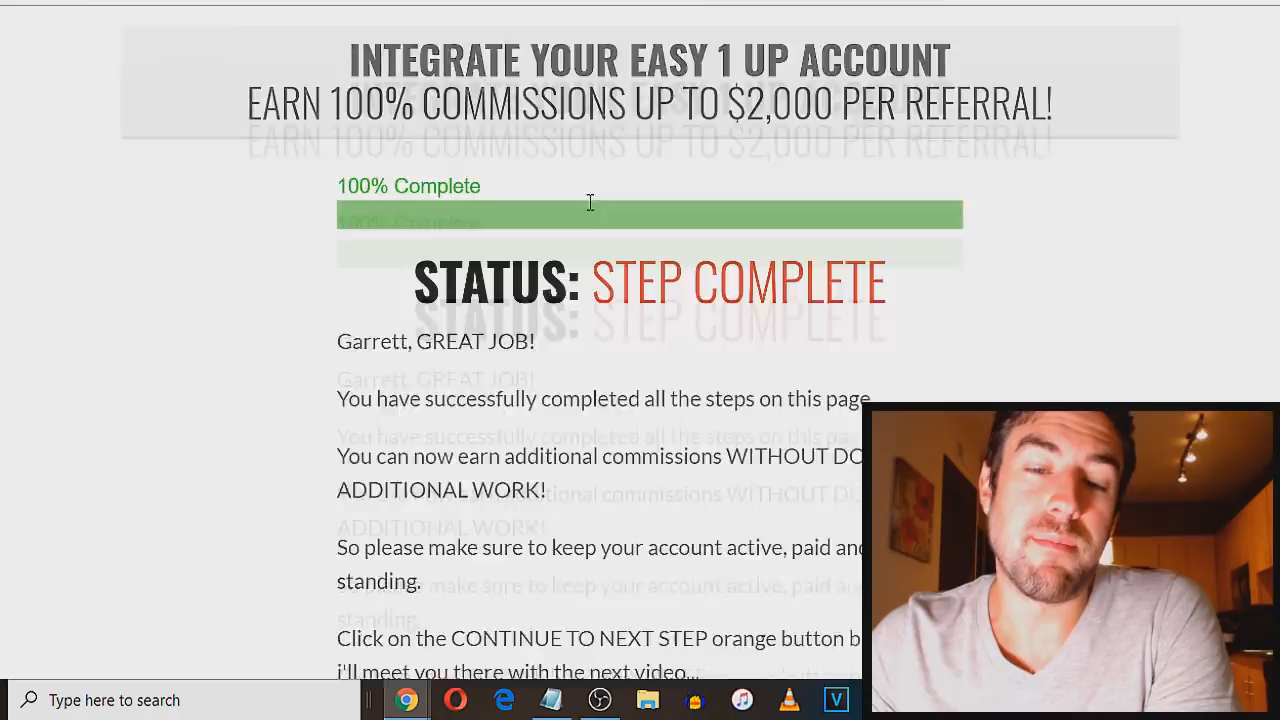 INTEGRATE YOUR EASY 1 UP ACCOUNT
EARN 100% COMMISSIONS UP TO $2,000 PER REFERRAL!
100% Complete
STATUS: STEP COMPLETE
Garrett, GREAT JOB!
You have successfully completed all the steps on this page
You can now earn additional commissions WITHOUT DO
ADDITIONAL WORK!
So please make sure to keep your account active, paid and
standing.
Click on the CONTINUE TO NEXT STEP orange button b
i'll meet you there with the next video...
Type here to search
V